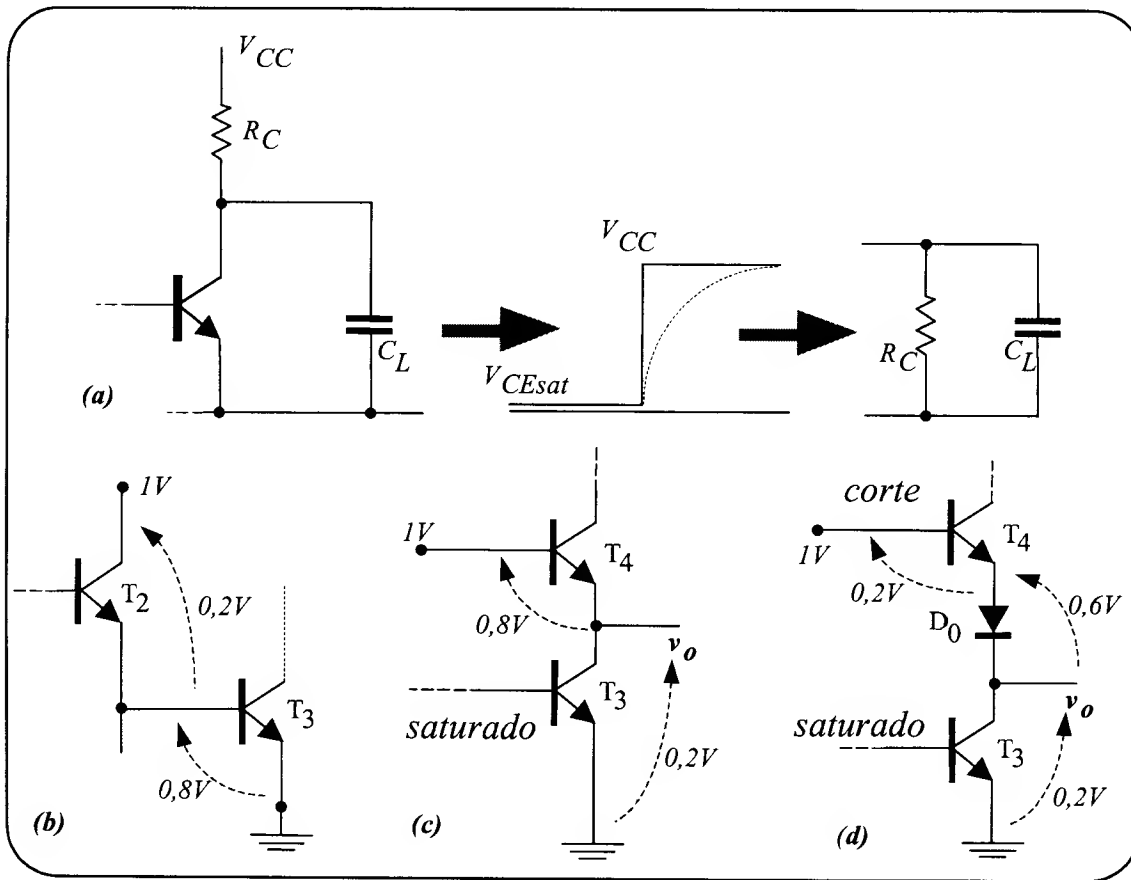 V_CC
R_C
C_L
(a)
V_CC
V_CEsat
R_C
C_L
1V
T_2
0,2V
T_3
0,8V
(b)
1V
T_4
0,8V
v_o
T_3
saturado
0,2V
(c)
corte
1V
T_4
0,2V
0,6V
D_0
v_o
saturado
T_3
0,2V
(d)